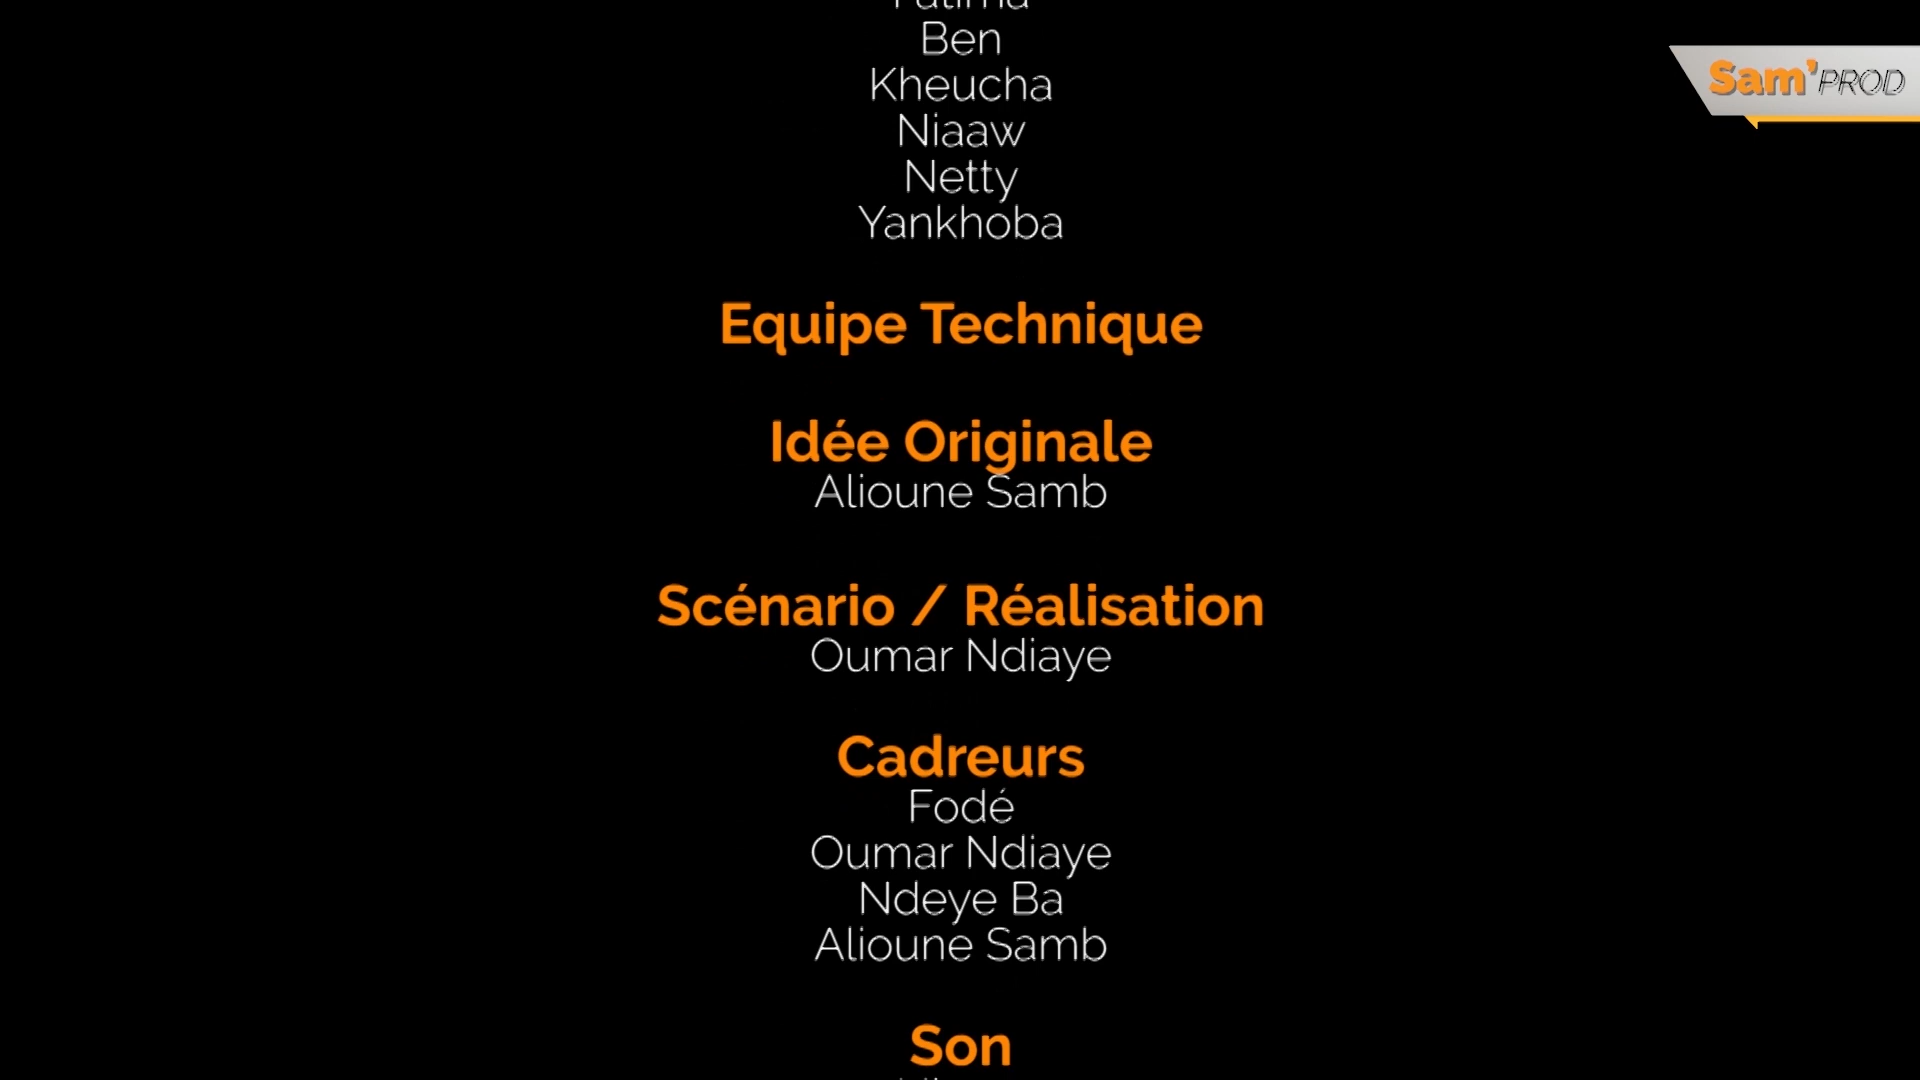 Fatima
Ben
Kheucha
Niaaw
Netty
Yankhoba
Equipe Technique
Idée Originale
Alioune Samb
Scénario / Réalisation
Oumar Ndiaye
Cadreurs
Fodé
Oumar Ndiaye
Ndeye Ba
Alioune Samb
Son
Sam'PROD